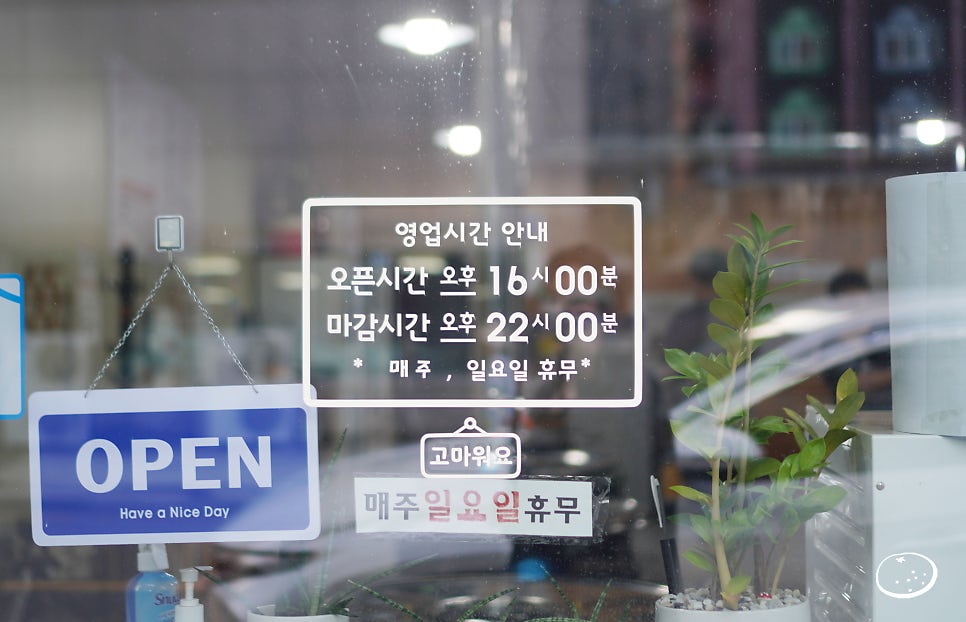 영업시간 안내
오픈시간 오후 16시00분
마감시간 오후 22시00분
* 매주 , 일요일 휴무*
OPEN
Have a Nice Day
고마워요
매주일요일휴무